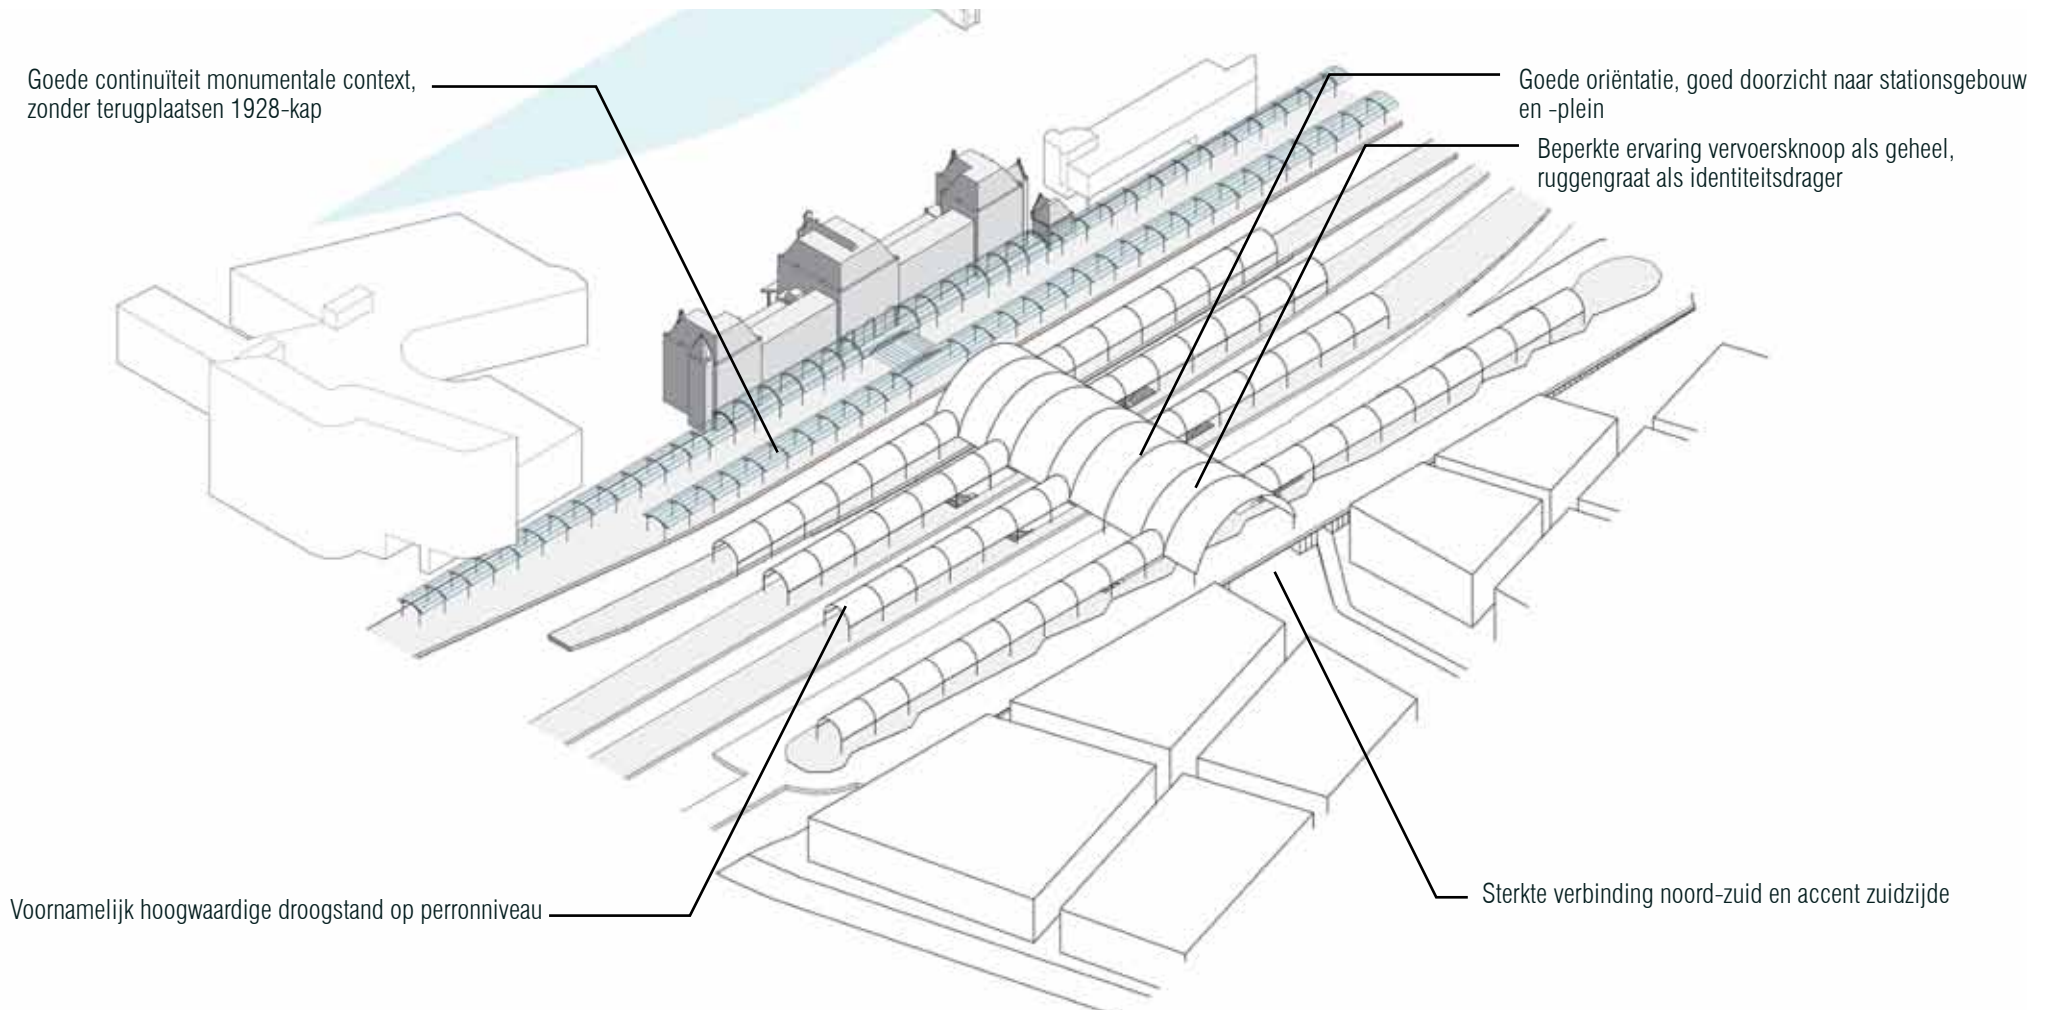 Goede continuïteit monumentale context,
zonder terugplaatsen 1928-kap
Goede oriëntatie, goed doorzicht naar stationsgebouw
en -plein
Beperkte ervaring vervoersknoop als geheel,
ruggengraat als identiteitsdrager
Voornamelijk hoogwaardige droogstand op perronniveau
Sterkte verbinding noord-zuid en accent zuidzijde